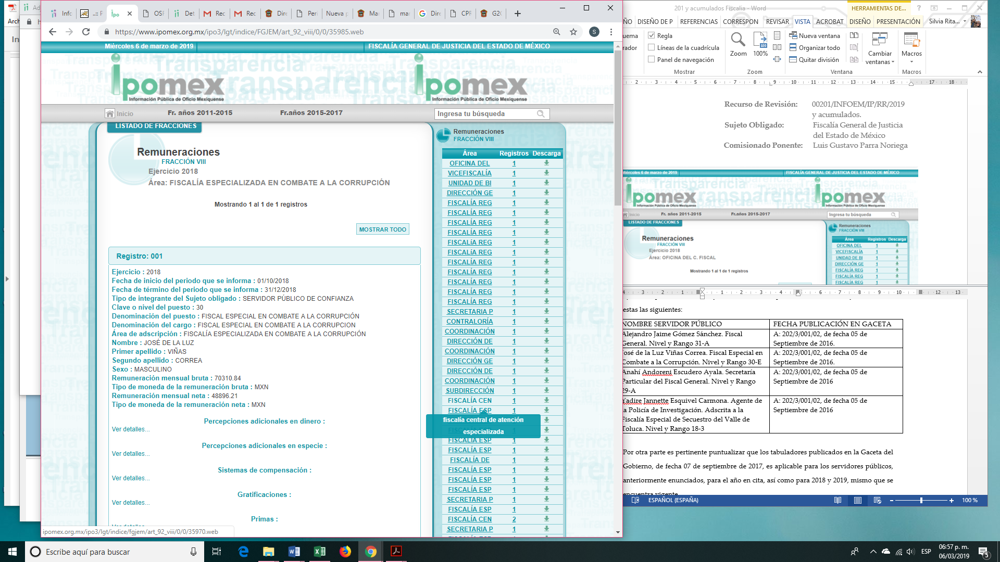 Info
..:: P
ipo
OSF
Det
Rec
Rec
Dire
Peri
Nueva p
Ma
mar
Dire
CPR
G2
https://www.ipomex.org.mx/ipo3/lgt/indice/FGJEM/art_92_viii/0/0/35985.web
S
Miércoles 6 de marzo de 2019
FISCALÍA GENERAL DE JUSTICIA DEL ESTADO DE MÉXICO
Transparencia
ipomex
Información Pública de Oficio Mexiquense
ipomex
Información Pública de Oficio Mexiquense
Inicio
Fr. años 2011-2015
Fr.años 2015-2017
Ingresa tu búsqueda
LISTADO DE FRACCIONES
Remuneraciones
FRACCIÓN VIII
Ejercicio 2018
Área: FISCALÍA ESPECIALIZADA EN COMBATE A LA CORRUPCIÓN
Mostrando 1 al 1 de 1 registros
MOSTRAR TODO
Registro: 001
Ejercicio : 2018
Fecha de inicio del periodo que se informa : 01/10/2018
Fecha de término del periodo que se informa : 31/12/2018
Tipo de integrante del Sujeto obligado : SERVIDOR PÚBLICO DE CONFIANZA
Clave o nivel del puesto : 30
Denominación del puesto : FISCAL ESPECIAL EN COMBATE A LA CORRUPCIÓN
Denominación del cargo : FISCAL ESPECIAL EN COMBATE A LA CORRUPCION
Área de adscripción : FISCALÍA ESPECIALIZADA EN COMBATE A LA CORRUPCIÓN
Nombre : JOSÉ DE LA LUZ
Primer apellido : VIÑAS
Segundo apellido : CORREA
Sexo : MASCULINO
Remuneración mensual bruta : 70310.84
Tipo de moneda de la remuneración bruta : MXN
Remuneración mensual neta : 48896.21
Tipo de moneda de la remuneración neta : MXN
Percepciones adicionales en dinero :
Ver detalles...
Percepciones adicionales en especie :
Ver detalles...
Sistemas de compensación :
Ver detalles...
Gratificaciones :
Ver detalles...
Primas :
ipomex.org.mx/ipo3/lgt/indice/fgjem/art_92_viii/0/0/35970.web
Remuneraciones
FRACCIÓN VIII
Área Registros Descarga
OFICINA DEL 1
VICEFISCALÍA 1
UNIDAD DE BI 1
DIRECCIÓN GE 1
FISCALÍA REG 1
FISCALÍA REG 1
FISCALÍA REG 1
FISCALÍA REG 1
FISCALÍA REG 1
FISCALÍA REG 1
FISCALÍA REG 1
FISCALÍA REG 1
FISCALÍA REG 1
FISCALÍA REG 1
FISCALÍA REG 1
SECRETARIA P 1
CONTRALORÍA 1
COORDINACIÓN 1
DIRECCIÓN DE 1
COORDINACIÓN 1
DIRECCIÓN GE 1
DIRECCIÓN DE 1
COORDINACIÓN 1
SUBDIRECCIÓN 1
FISCALÍA CEN 1
FISCALÍA ESP 1
fiscalía central de atención
especializada
FISCALÍA ESP 1
FISCALÍA ESP 1
FISCALÍA DE 1
FISCALÍA ESP 1
FISCALÍA ESP 1
FISCALÍA ESP 1
SECRETARIA P 1
FISCALÍA ESP 1
FISCALÍA CEN 2
SECRETARIA P 1
201 y acumulados Fiscalia - Word
HERRAMIENTAS DE...
ÑO DISEÑO DE P REFERENCIAS CORRESPON REVISAR VISTA ACROBAT DISEÑO PRESENTACIÓN Silvia Rita...
Regla
Líneas de la cuadrícula
Panel de navegación
Mostrar
Zoom
100%
Zoom
Nueva ventana
Organizar todo
Quitar división
Cambiar
ventanas
Ventana
Macros
Macros
Recurso de Revisión: 00201/INFOEM/IP/RR/2019
y acumulados.
Sujeto Obligado: Fiscalía General de Justicia
del Estado de México
Comisionado Ponente: Luis Gustavo Parra Noriega
Miércoles 6 de marzo de 2019
FISCALÍA GENERAL DE JUSTICIA DEL ESTADO DE MÉXICO
ipomex
Información Pública de Oficio Mexiquense
ipomex
Información Pública de Oficio Mexiquense
Inicio
Fr. años 2011-2015
Fr.años 2015-2017
Ingresa tu búsqueda
LISTADO DE FRACCIONES
Remuneraciones
FRACCIÓN VIII
Ejercicio 2018
Área: OFICINA DEL C. FISCAL
Mostrando 1 al 1 de 1 registros
Remuneraciones
FRACCIÓN VIII
Área Registros Descarga
OFICINA DEL 1
VICEFISCALÍA 1
UNIDAD DE BI 1
DIRECCIÓN GE 1
FISCALÍA REG 1
FISCALÍA REG 1
FISCALÍA REG 1
estas las siguientes:
NOMBRE SERVIDOR PÚBLICO FECHA PUBLICACIÓN EN GACETA
Alejandro Jaime Gómez Sánchez. Fiscal
General. Nivel y Rango 31-A
A: 202/3/001/02, de fecha 05 de
Septiembre de 2016.
José de la Luz Viñas Correa. Fiscal Especial en
Combate a la Corrupción. Nivel y Rango 30-E
A: 202/3/001/02, de fecha 05 de
Septiembre de 2016.
Anahí Andoreni Escudero Ayala. Secretaría
Particular del Fiscal General. Nivel y Rango
29-A
A: 202/3/001/02, de fecha 05 de
Septiembre de 2016
Yadire Jannette Esquivel Carmona. Agente de
la Policía de Investigación. Adscrita a la
Fiscalía Especial de Secuestro del Valle de
Toluca. Nivel y Rango 18-3
A: 202/3/001/02, de fecha 05 de
Septiembre de 2016
Por otra parte es pertinente puntualizar que los tabuladores publicados en la Gaceta del
Gobierno, de fecha 07 de septiembre de 2017, es aplicable para los servidores públicos,
anteriormente enunciados, para el año en cita, así como para 2018 y 2019, mismo que se
encuentra vigente
ESPAÑOL (ESPAÑA)
100 %
Escribe aquí para buscar
ESP
06:57 p. m.
06/03/2019
5